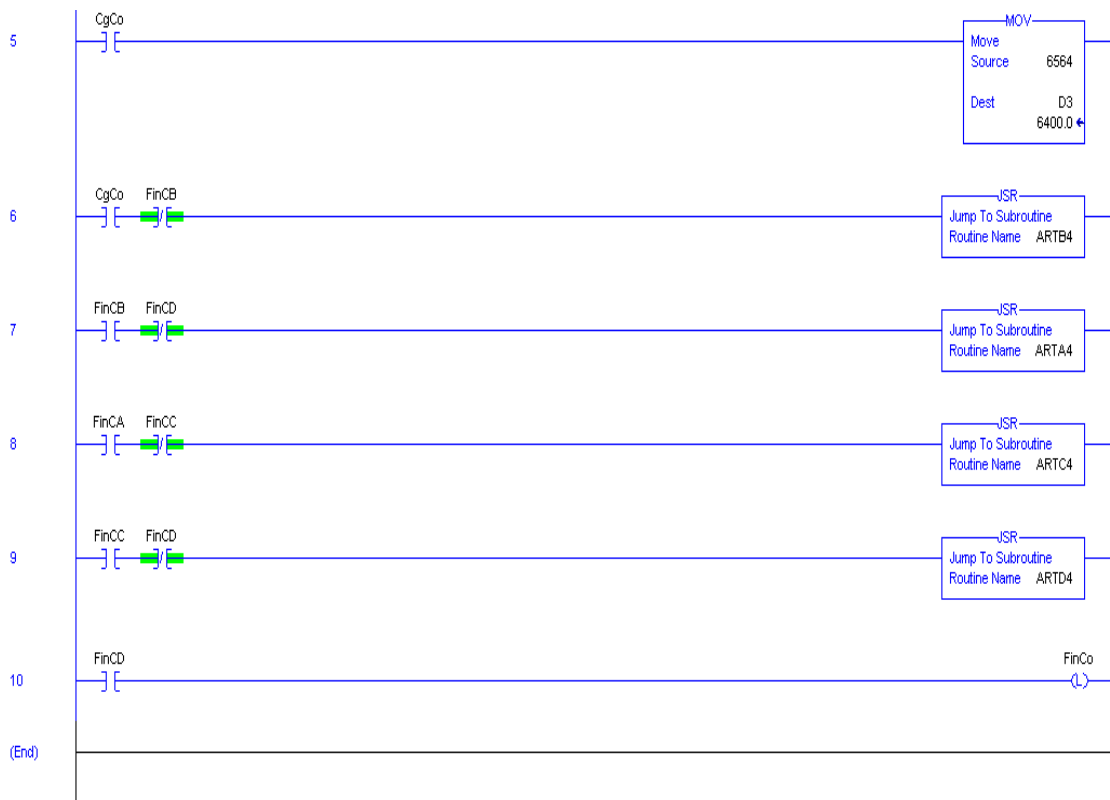 CgCo
MOV
5
Move
Source 6564
Dest D3
6400.0
CgCo FinCB
JSR
6
Jump To Subroutine
Routine Name ARTB4
FinCB FinCD
JSR
7
Jump To Subroutine
Routine Name ARTA4
FinCA FinCC
JSR
8
Jump To Subroutine
Routine Name ARTC4
FinCC FinCD
JSR
9
Jump To Subroutine
Routine Name ARTD4
FinCD FinCo
10
L
(End)